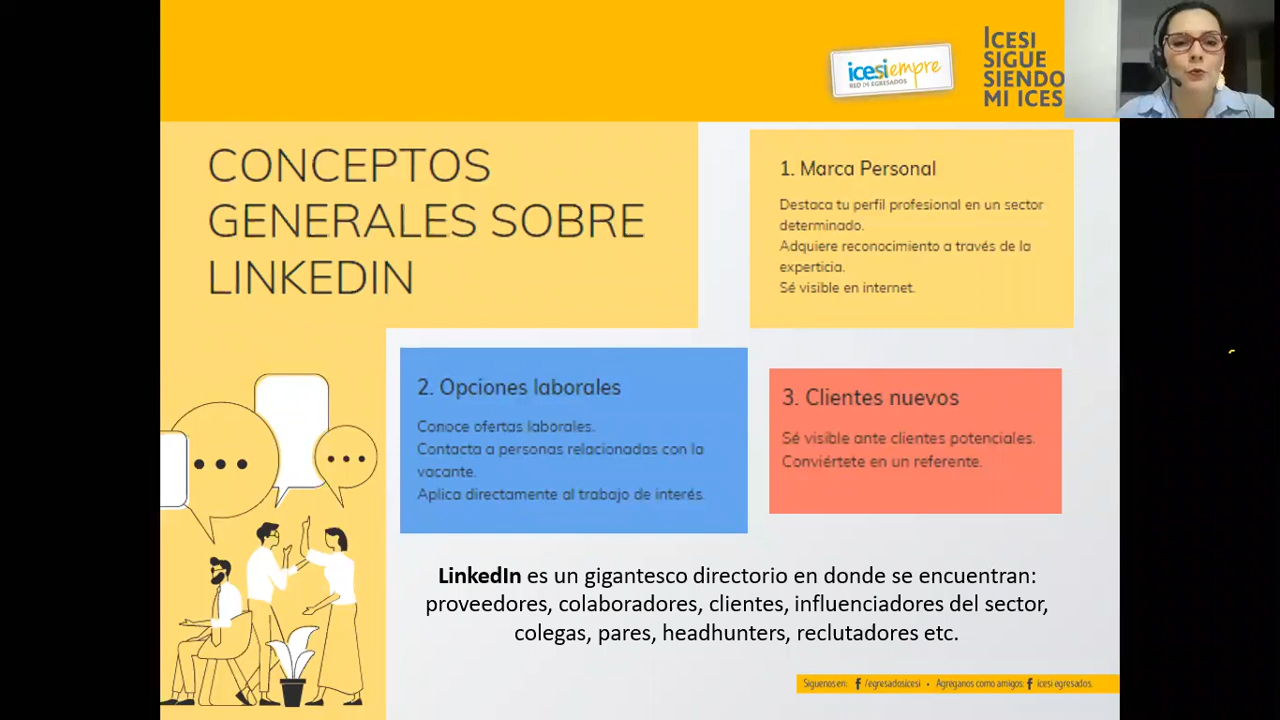 icesiempre
RED DE EGRESADOS
ICESI
SIGUE
SIENDO
MI ICES
CONCEPTOS
GENERALES SOBRE
LINKEDIN
1. Marca Personal
Destaca tu perfil profesional en un sector
determinado.
Adquiere reconocimiento a través de la
experticia.
Sé visible en internet.
2. Opciones laborales
Conoce ofertas laborales.
Contacta a personas relacionadas con la
vacante.
Aplica directamente al trabajo de interés.
3. Clientes nuevos
Sé visible ante clientes potenciales.
Conviértete en un referente.
LinkedIn es un gigantesco directorio en donde se encuentran:
proveedores, colaboradores, clientes, influenciadores del sector,
colegas, pares, headhunters, reclutadores etc.
Siguenos en: f /egresadosicesi • Agreganos como amigos: f icesi egresados.